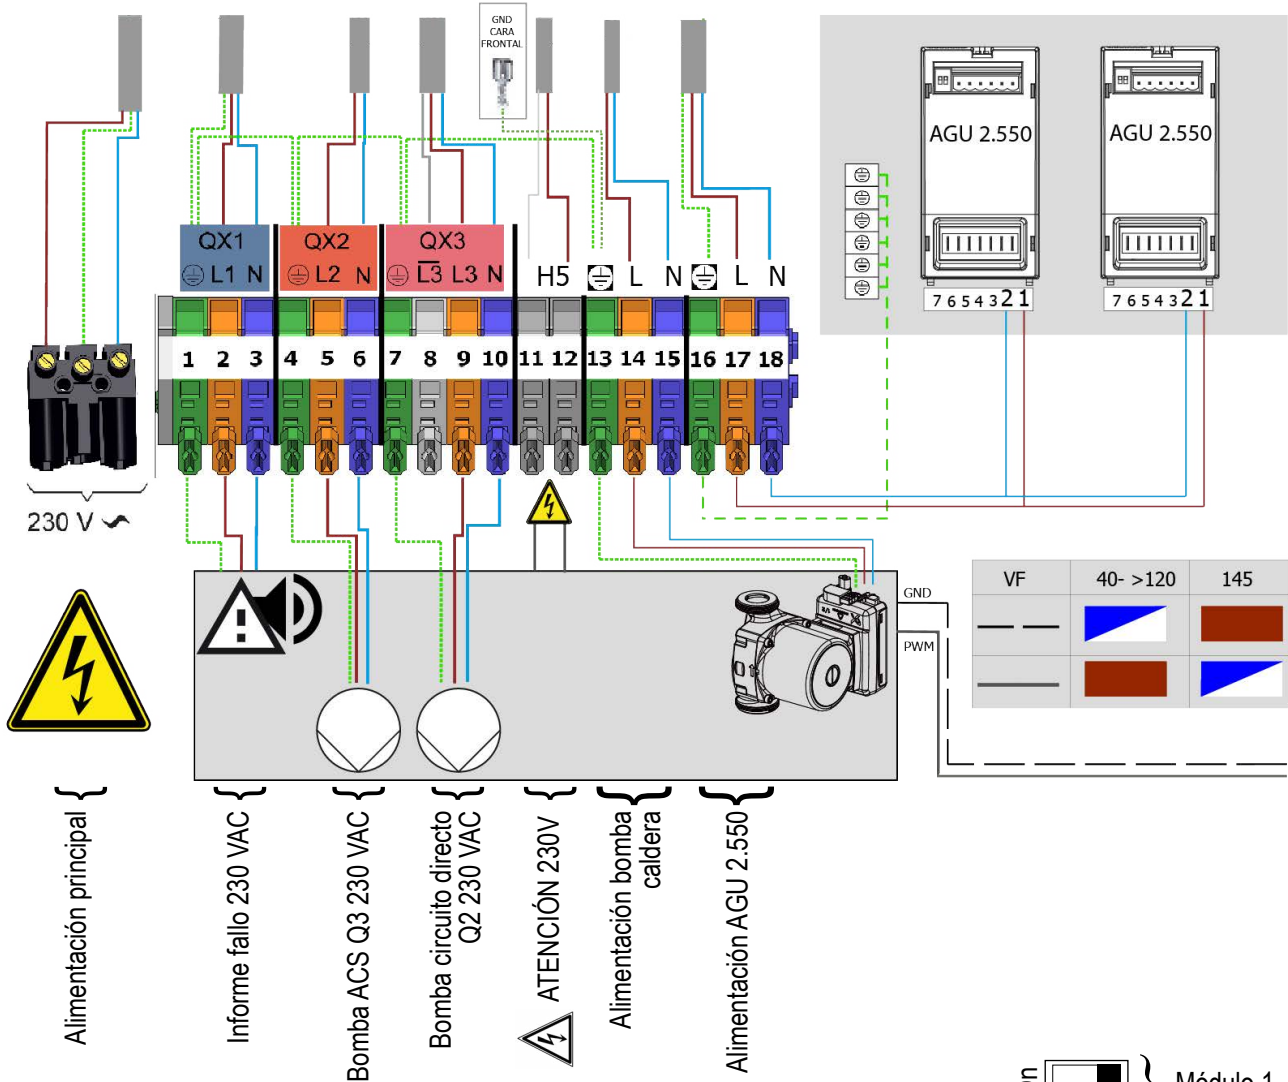 GND
CARA
FRONTAL
AGU 2.550
AGU 2.550
QX1
QX2
QX3
L1 N
L2 N
L3 L3 N
H5
L N
L N
7 6 5 4 3 2 1
7 6 5 4 3 2 1
1 2 3 4 5 6 7 8 9 10 11 12 13 14 15 16 17 18
230 V
VF 40- >120 145
GND
PWM
Alimentación principal
Informe fallo 230 VAC
Bomba ACS Q3 230 VAC
Bomba circuito directo
Q2 230 VAC
ATENCIÓN 230V
Alimentación bomba
caldera
Alimentación AGU 2.550
on
Módulo 1